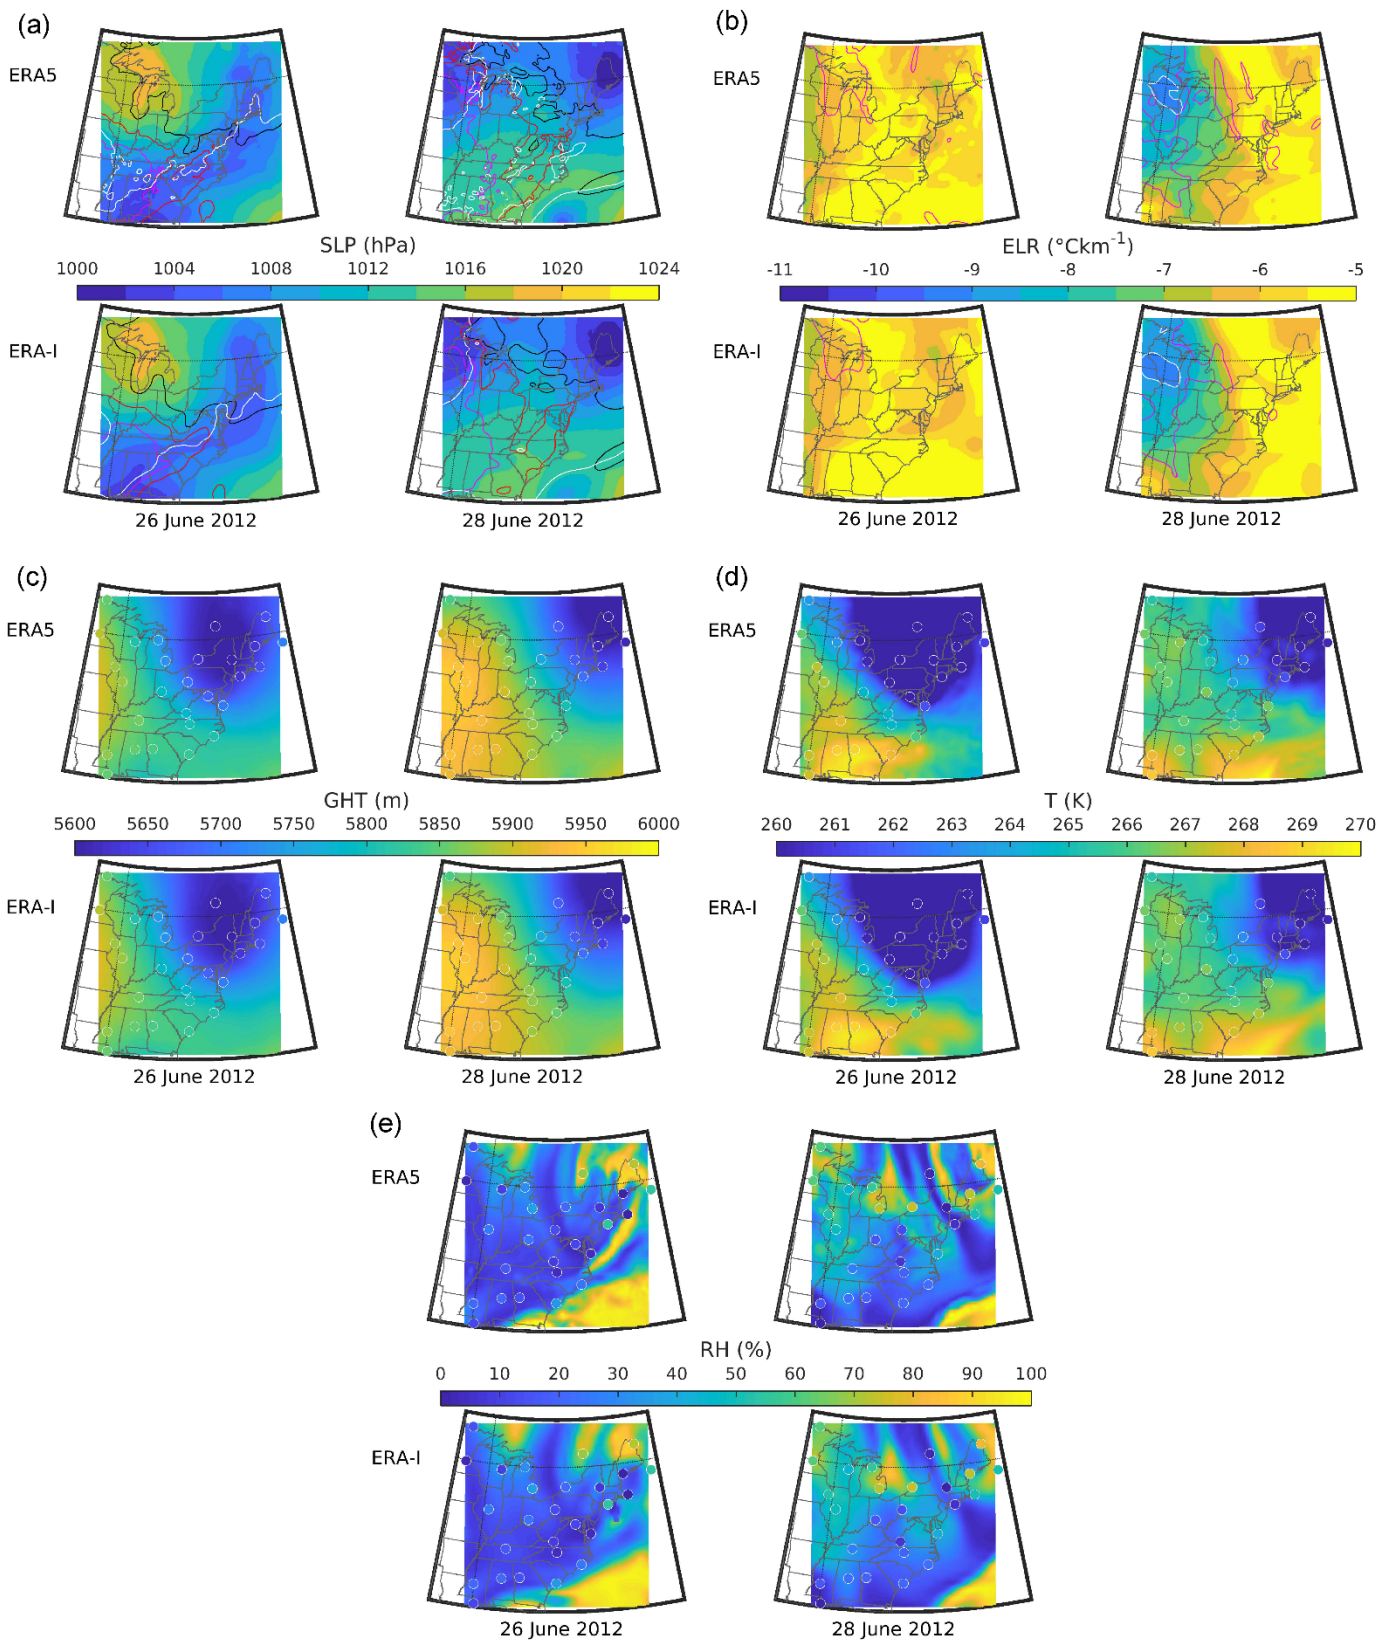 (a)
(b)
ERA5
ERA5
SLP (hPa)
ELR (°Ckm-1)
1000 1004 1008 1012 1016 1020 1024
-11 -10 -9 -8 -7 -6 -5
ERA-I
ERA-I
26 June 2012
28 June 2012
26 June 2012
28 June 2012
(c)
(d)
ERA5
ERA5
GHT (m)
T (K)
5600 5650 5700 5750 5800 5850 5900 5950 6000
260 261 262 263 264 265 266 267 268 269 270
ERA-I
ERA-I
26 June 2012
28 June 2012
26 June 2012
28 June 2012
(e)
ERA5
RH (%)
0 10 20 30 40 50 60 70 80 90 100
ERA-I
26 June 2012
28 June 2012